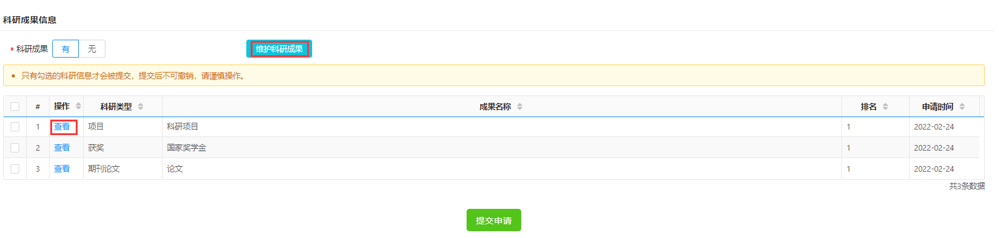 科研成果信息
* 科研成果 有 无 维护科研成果
• 只有勾选的科研信息才会被提交，提交后不可撤销，请谨慎操作。
# 操作 科研类型 成果名称 排名 申请时间
1 查看 项目 科研项目 1 2022-02-24
2 查看 获奖 国家奖学金 1 2022-02-24
3 查看 期刊论文 论文 1 2022-02-24
共3条数据
提交申请